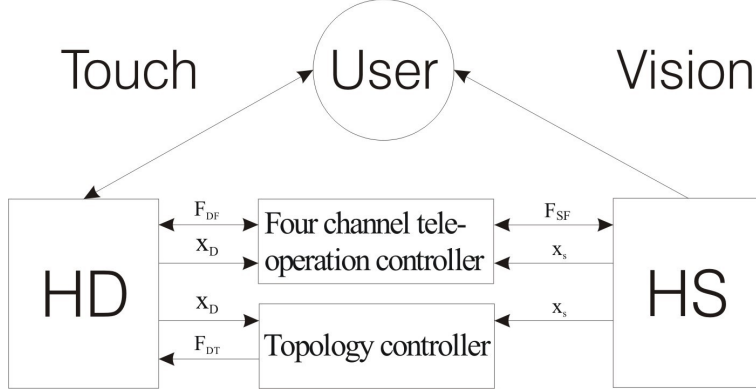 Touch
User
Vision
HD
F_DF
X_D
Four channel tele-
operation controller
F_SF
x_s
HS
X_D
F_DT
Topology controller
x_s